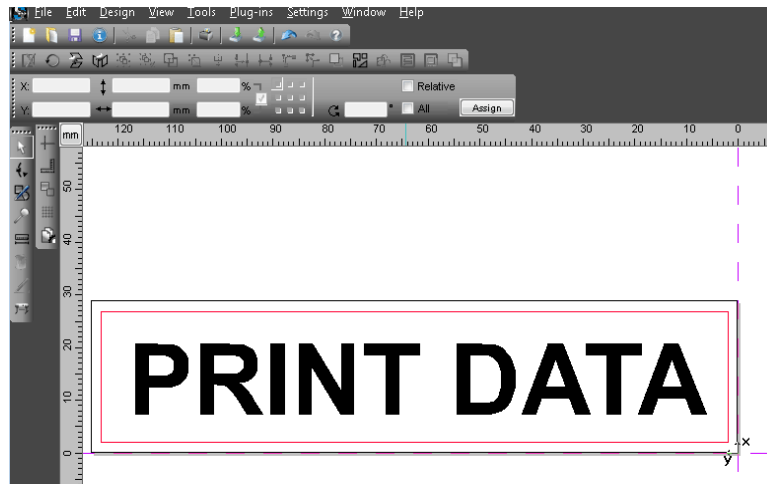 File Edit Design View Tools Plug-ins Settings Window Help
X: mm % Relative
Y: mm % ° All Assign
mm 120 110 100 90 80 70 60 50 40 30 20 10 0
50
40
30
20
10
0
PRINT DATA
x
y